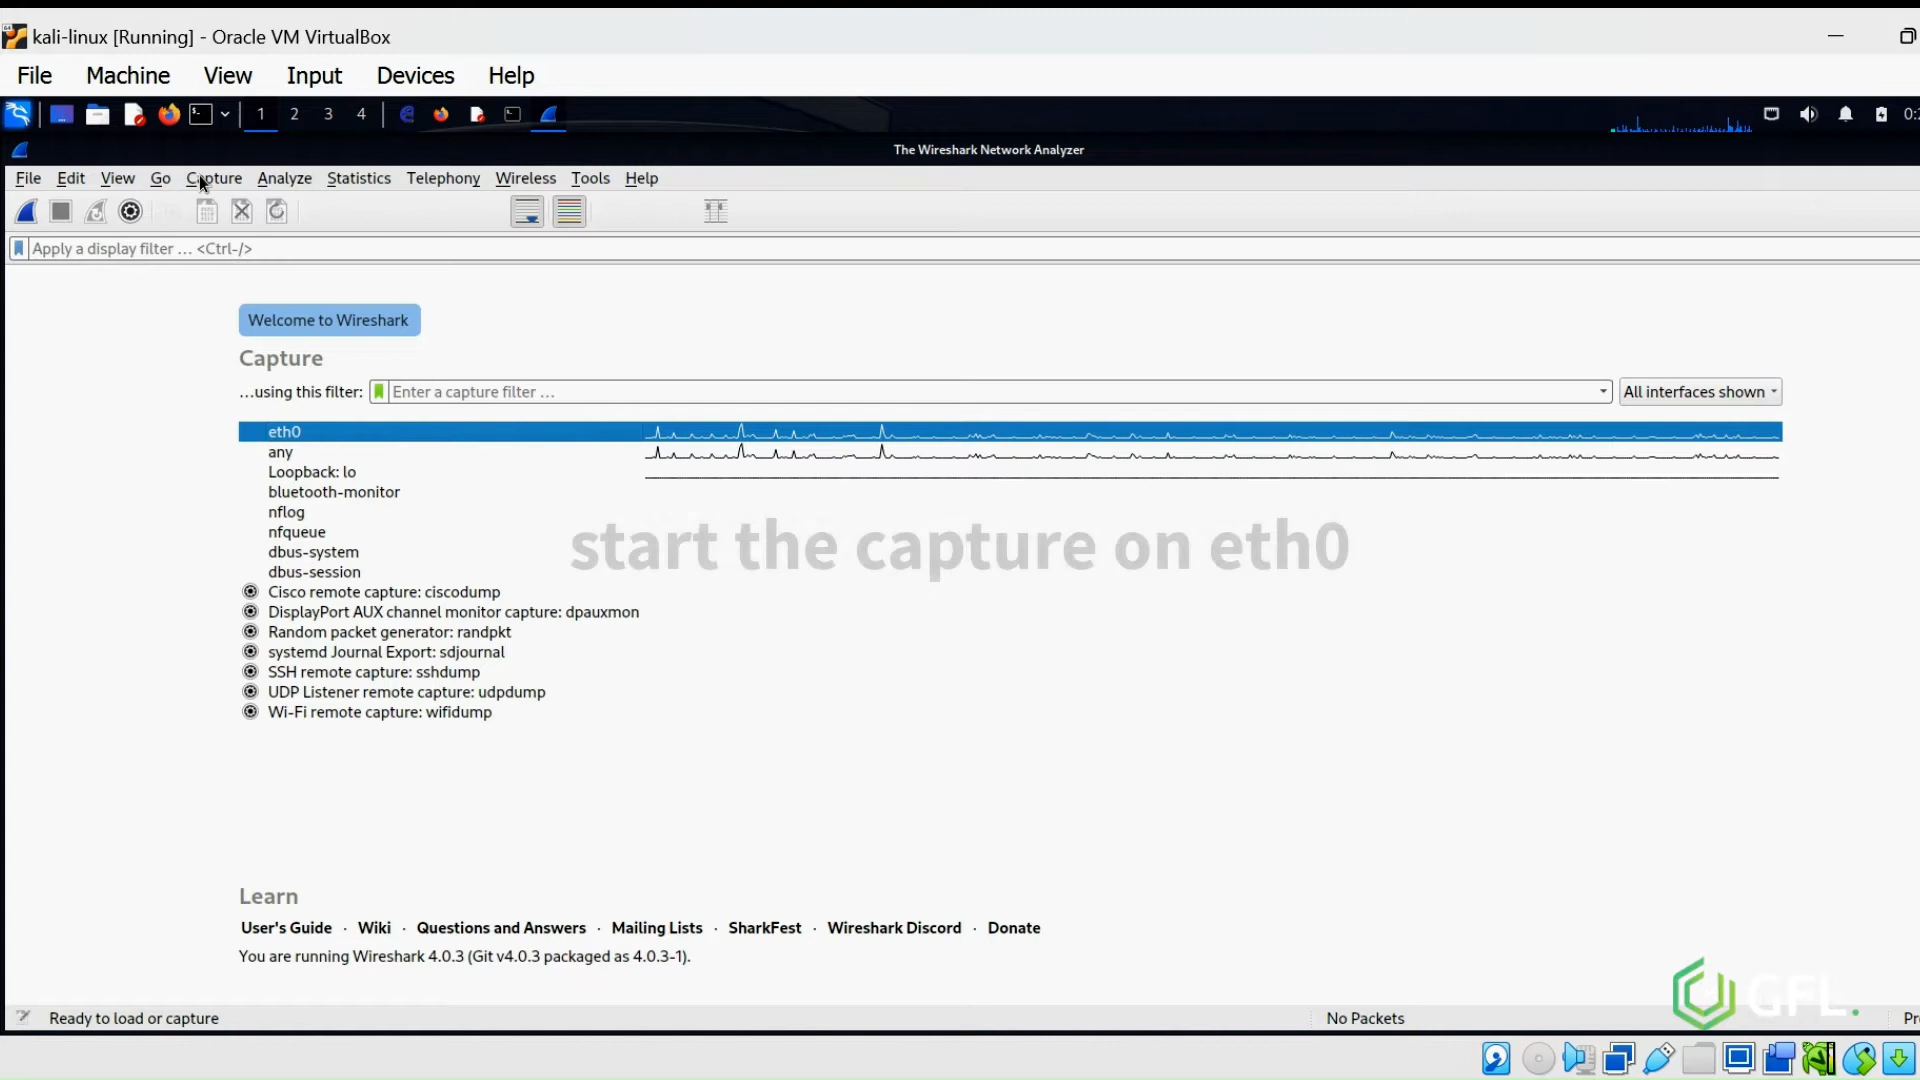 kali-linux [Running] - Oracle VM VirtualBox
File Machine View Input Devices Help
1 2 3 4
The Wireshark Network Analyzer
File Edit View Go Capture Analyze Statistics Telephony Wireless Tools Help
Apply a display filter ... <Ctrl-/>
Welcome to Wireshark
Capture
...using this filter: Enter a capture filter ... All interfaces shown
eth0
any
Loopback: lo
bluetooth-monitor
nflog
nfqueue
dbus-system
dbus-session
start the capture on eth0
Cisco remote capture: ciscodump
DisplayPort AUX channel monitor capture: dpauxmon
Random packet generator: randpkt
systemd Journal Export: sdjournal
SSH remote capture: sshdump
UDP Listener remote capture: udpdump
Wi-Fi remote capture: wifidump
Learn
User's Guide · Wiki · Questions and Answers · Mailing Lists · SharkFest · Wireshark Discord · Donate
You are running Wireshark 4.0.3 (Git v4.0.3 packaged as 4.0.3-1).
GFL.
Ready to load or capture No Packets